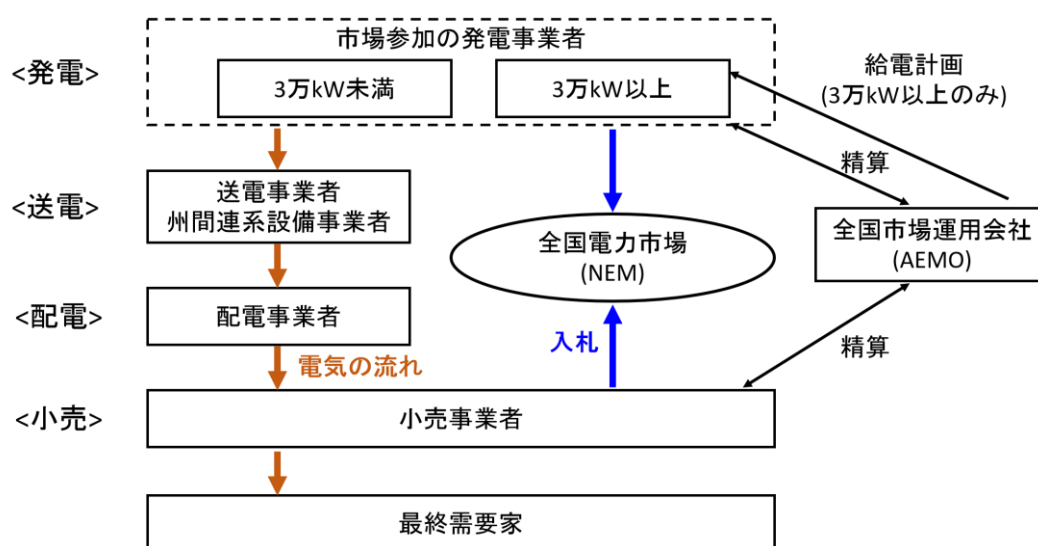 市場参加の発電事業者
<発電>
3万kW未満
3万kW以上
給電計画
(3万kW以上のみ)
精算
<送電>
送電事業者
州間連系設備事業者
全国電力市場
(NEM)
全国市場運用会社
(AEMO)
<配電>
配電事業者
入札
電気の流れ
精算
<小売>
小売事業者
最終需要家